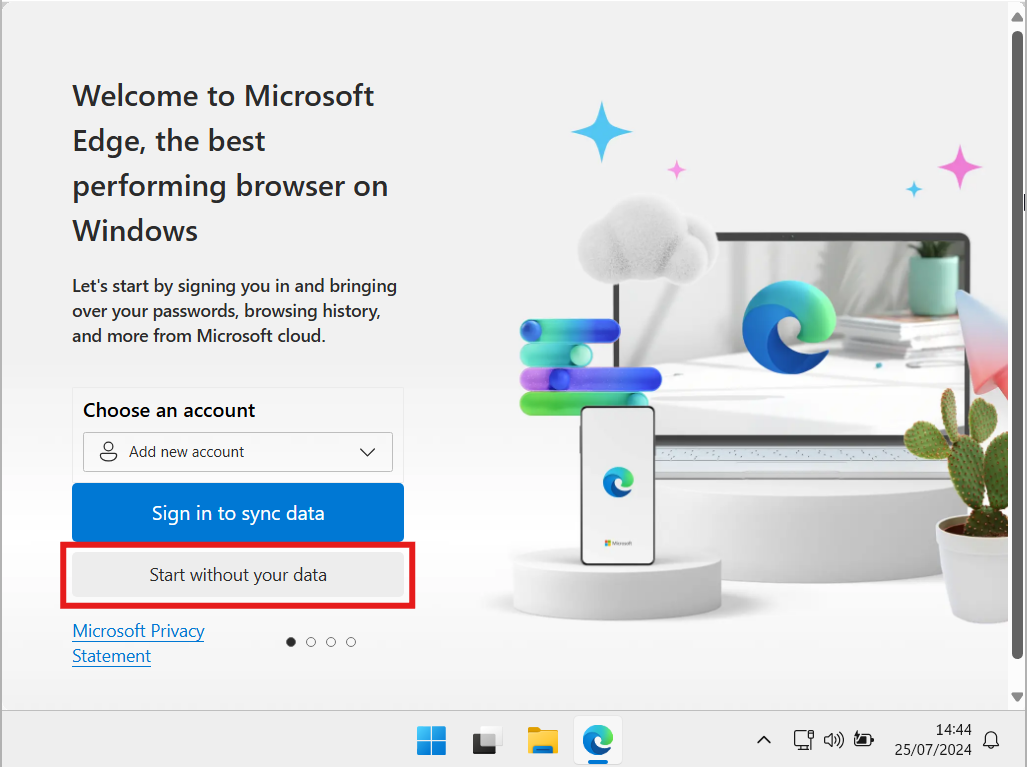 Welcome to Microsoft
Edge, the best
performing browser on
Windows
Let's start by signing you in and bringing
over your passwords, browsing history,
and more from Microsoft cloud.
Choose an account
Add new account
Sign in to sync data
Start without your data
Microsoft Privacy
Statement
Microsoft
14:44
25/07/2024